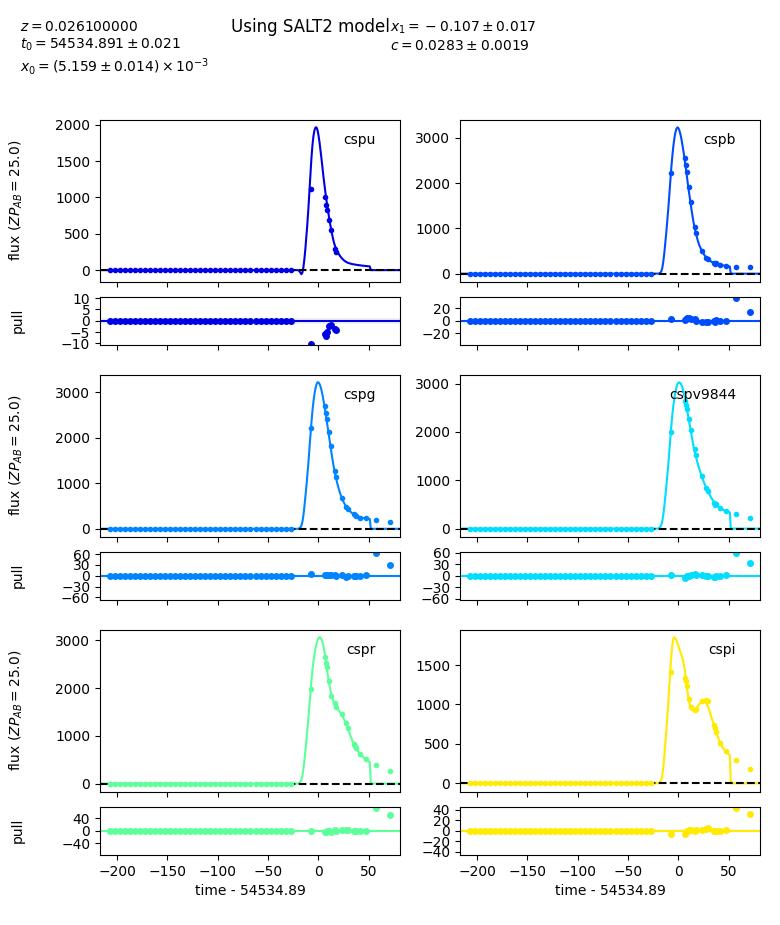 z = 0.026100000
Using SALT2 model
x₁ = −0.107 ± 0.017
t₀ = 54534.891 ± 0.021
c = 0.0283 ± 0.0019
x₀ = (5.159 ± 0.014) × 10⁻³
flux (ZP_AB = 25.0)
2000
1500
1000
500
0
cspu
3000
2000
1000
0
cspb
pull
10
5
0
−5
−10
20
0
−20
flux (ZP_AB = 25.0)
3000
2000
1000
0
cspg
3000
2000
1000
0
cspv9844
pull
60
30
0
−30
−60
60
30
0
−30
−60
flux (ZP_AB = 25.0)
3000
2000
1000
0
cspr
1500
1000
500
0
cspi
pull
40
0
−40
40
20
0
−20
−40
−200 −150 −100 −50 0 50
−200 −150 −100 −50 0 50
time - 54534.89
time - 54534.89